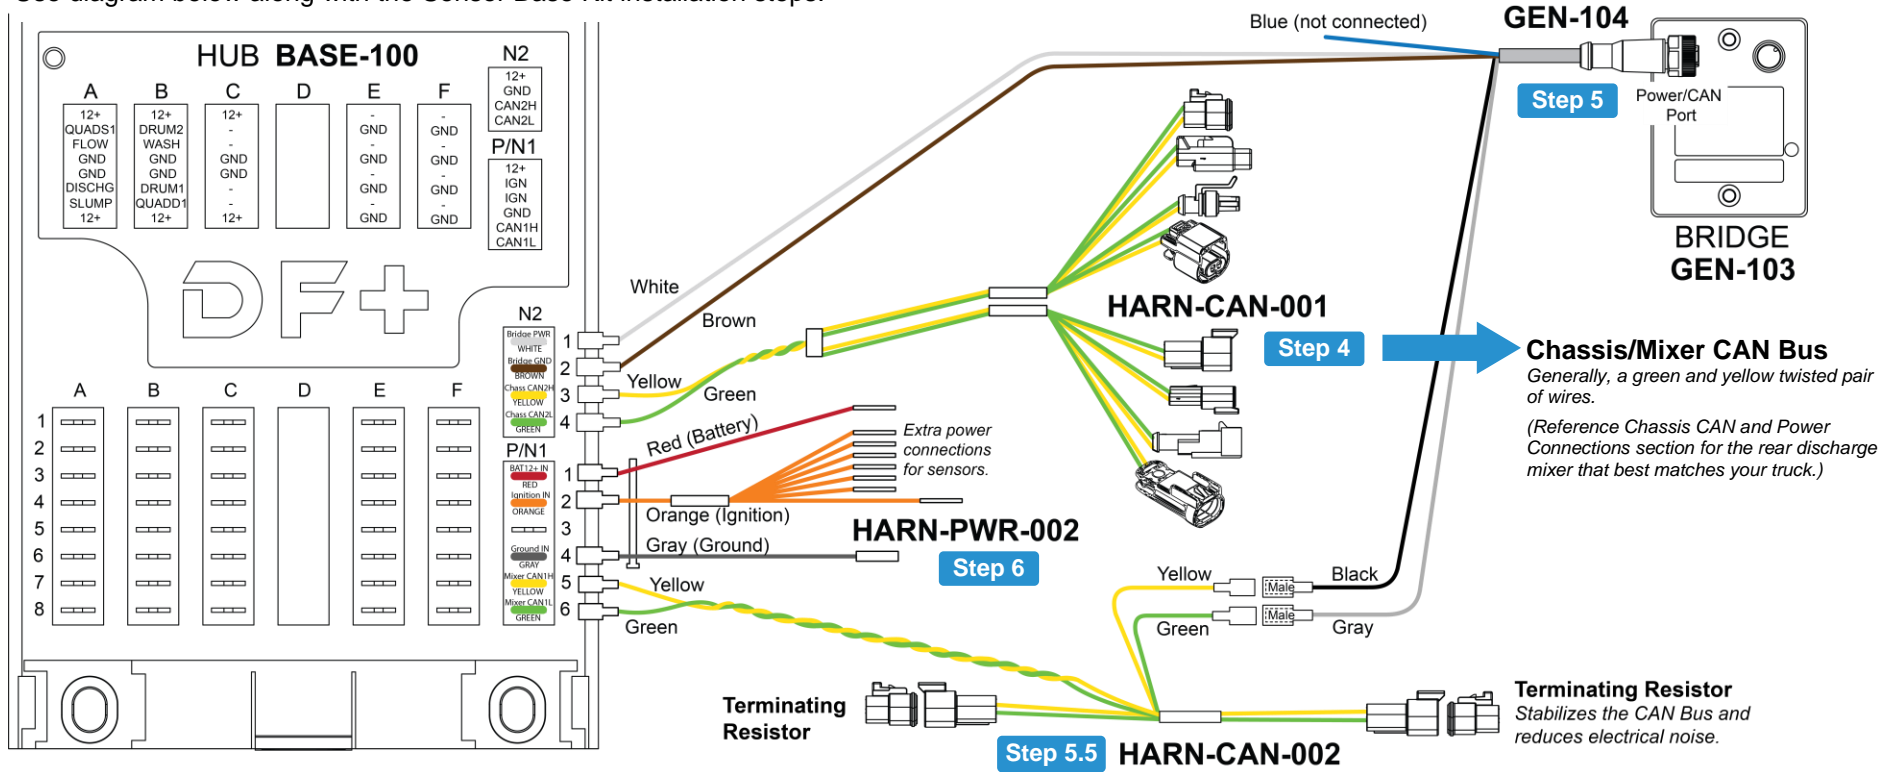 See diagram below along with the Sensor Base Kit installation steps.
HUB BASE-100
N2
12+
GND
CAN2H
CAN2L
P/N1
12+
IGN
IGN
GND
CAN1H
CAN1L
A
12+
QUADS1
FLOW
GND
GND
DISCHG
SLUMP
12+
B
12+
DRUM2
WASH
GND
GND
DRUM1
QUADD1
12+
C
12+
-
-
GND
GND
-
-
12+
D
E
-
GND
-
GND
-
GND
-
GND
F
-
GND
-
GND
-
GND
-
GND
DF+
N2
Bridge PWR
WHITE
1
Bridge GND
BROWN
2
Chass CAN2H
YELLOW
3
Chass CAN2L
GREEN
4
P/N1
BAT12+ IN
RED
1
Ignition IN
ORANGE
2
3
Ground IN
GRAY
4
Mixer CAN1H
YELLOW
5
Mixer CAN1L
GREEN
6
A B C D E F
1
2
3
4
5
6
7
8
White
Brown
Yellow
Green
Red (Battery)
Orange (Ignition)
Gray (Ground)
Yellow
Green
Extra power
connections
for sensors.
HARN-PWR-002
Step 6
Blue (not connected)
GEN-104
Step 5
Power/CAN
Port
BRIDGE
GEN-103
HARN-CAN-001
Step 4
Chassis/Mixer CAN Bus
Generally, a green and yellow twisted pair
of wires.
(Reference Chassis CAN and Power
Connections section for the rear discharge
mixer that best matches your truck.)
Yellow
Male
Black
Green
Male
Gray
Terminating
Resistor
Step 5.5
HARN-CAN-002
Terminating Resistor
Stabilizes the CAN Bus and
reduces electrical noise.